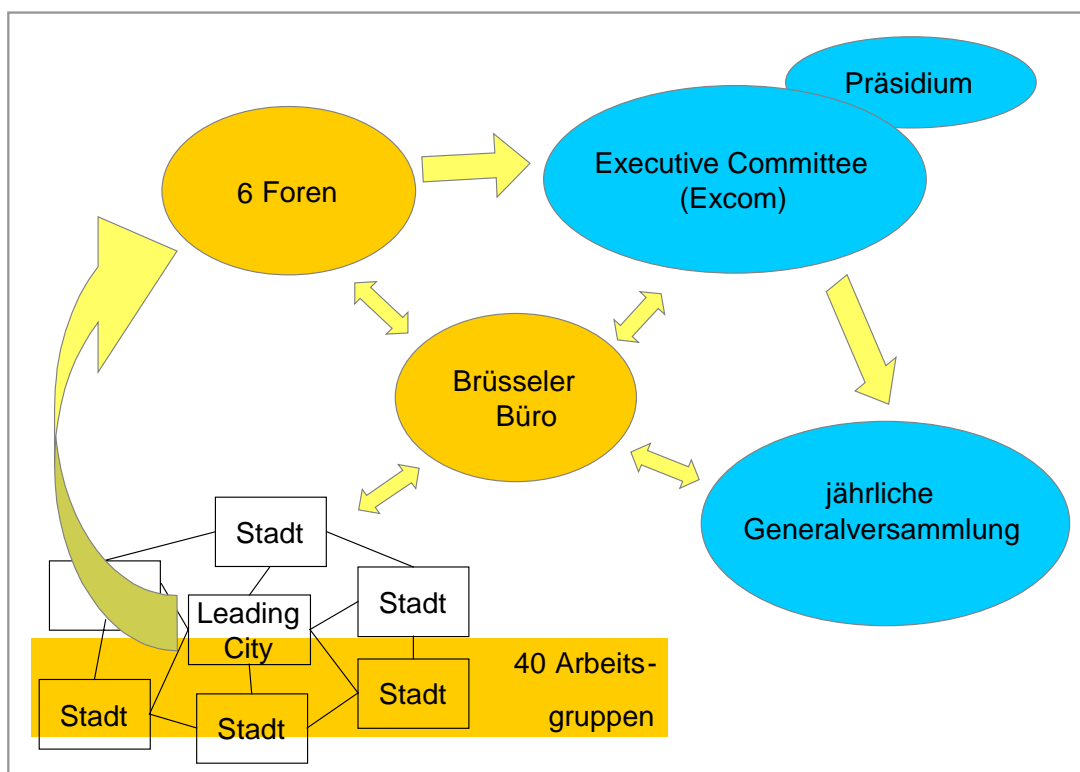 Präsidium
Executive Committee
(Excom)
6 Foren
Brüsseler
Büro
jährliche
Generalversammlung
Stadt
Stadt
Leading
City
40 Arbeits-
gruppen
Stadt
Stadt
Stadt